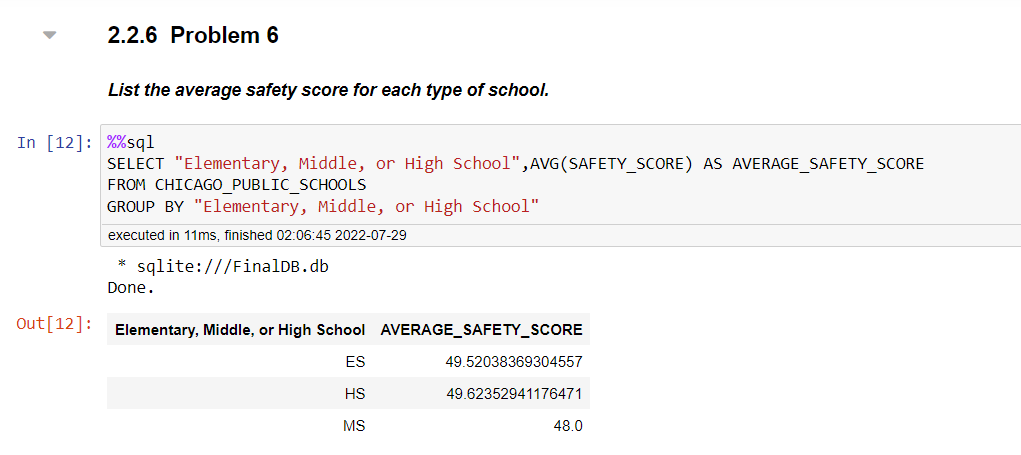 2.2.6 Problem 6
List the average safety score for each type of school.
In [12]: %%sql
SELECT "Elementary, Middle, or High School",AVG(SAFETY_SCORE) AS AVERAGE_SAFETY_SCORE
FROM CHICAGO_PUBLIC_SCHOOLS
GROUP BY "Elementary, Middle, or High School"
executed in 11ms, finished 02:06:45 2022-07-29
* sqlite:///FinalDB.db
Done.
Out[12]: Elementary, Middle, or High School AVERAGE_SAFETY_SCORE
ES 49.52038369304557
HS 49.62352941176471
MS 48.0